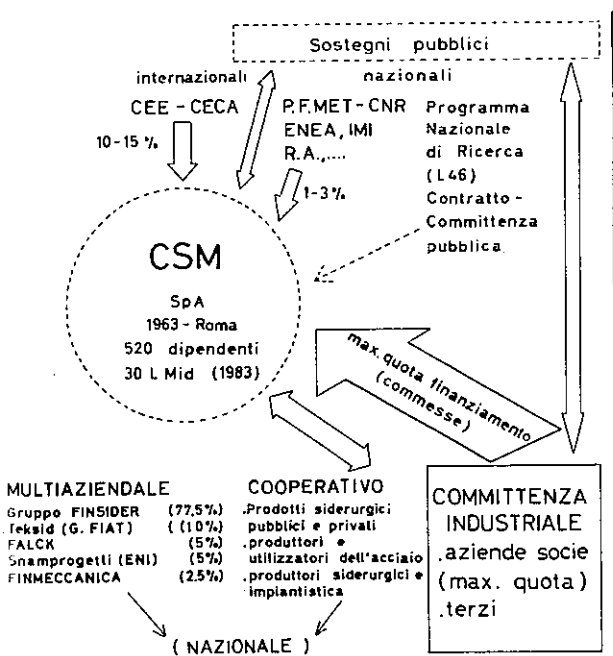 Sostegni pubblici
internazionali
nazionali
CEE - CECA
10-15 %
P.F.MET-CNR
ENEA, IMI
R.A.,....
1-3%
Programma
Nazionale
di Ricerca
(L46)
Contratto -
Committenza
pubblica
CSM
SpA
1963 - Roma
520 dipendenti
30 L Mid (1983)
max. quota finanziamento
(commesse)
MULTIAZIENDALE
Gruppo FINSIDER (77,5%)
Teksid (G. FIAT) ( (10%)
FALCK (5%)
Snamprogetti (ENI) (5%)
FINMECCANICA (2,5%)
COOPERATIVO
.Prodotti siderurgici
pubblici e privati
.produttori e
utilizzatori dell'acciaio
.produttori siderurgici e
implantistica
(NAZIONALE)
COMMITTENZA
INDUSTRIALE
.aziende socie
(max. quota)
.terzi